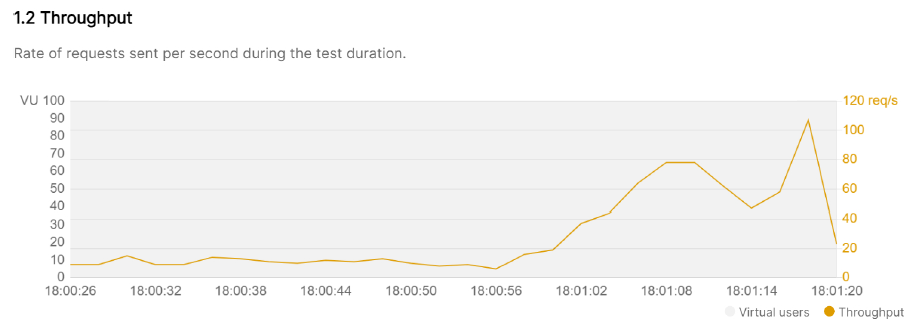 1.2 Throughput
Rate of requests sent per second during the test duration.
VU 100 120 req/s
90
80 100
70
60 80
50 60
40
30 40
20 20
10
0 0
18:00:26 18:00:32 18:00:38 18:00:44 18:00:50 18:00:56 18:01:02 18:01:08 18:01:14 18:01:20
Virtual users Throughput